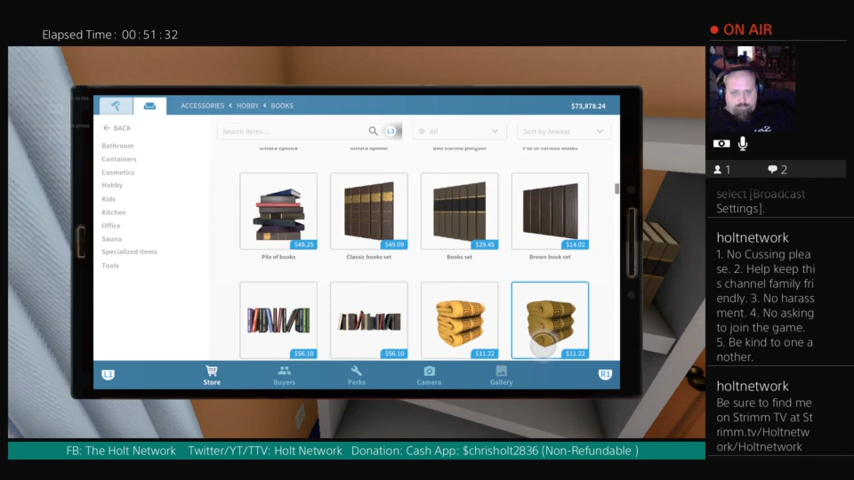 Elapsed Time: 00:51:32
ON AIR
ACCESSORIES < HOBBY < BOOKS
$73,878.24
BACK
Search items...
L3
All
Sort by newest
Bathroom
Containers
Cosmetics
Hobby
Kids
Kitchen
Office
Sauna
Specialized items
Tools
$48.25
$49.09
$29.45
$14.02
Pile of books
Classic books set
Books set
Brown book set
$56.10
$56.10
$11.22
$11.22
L1
Store
Buyers
Perks
Camera
Gallery
R1
1
2
select [Broadcast
Settings].
holtnetwork
1. No Cussing plea
se. 2. Help keep thi
s channel family fri
endly. 3. No harass
ment. 4. No asking
to join the game.
5. Be kind to one a
nother.
holtnetwork
Be sure to find me
on Strimm TV at St
rimm.tv/Holtnetw
ork/Holtnetwork
FB: The Holt Network Twitter/YT/TTV: Holt Network Donation: Cash App: $chrisholt2836 (Non-Refundable )